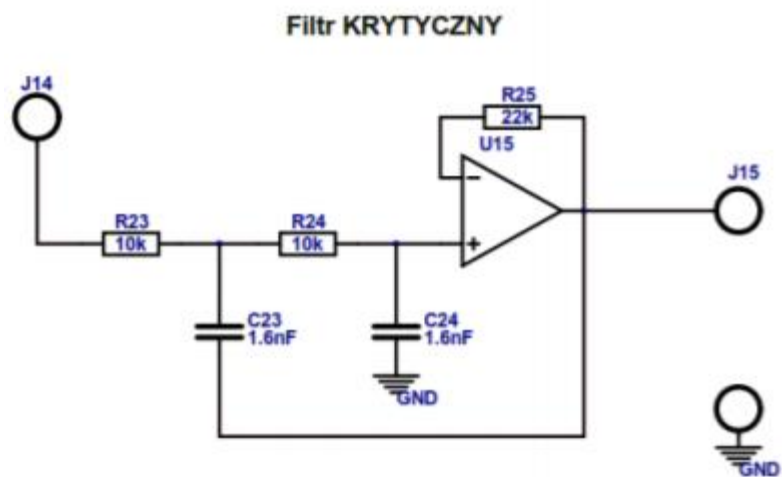 Filtr KRYTYCZNY
J14
R25
22k
U15
J15
R23
10k
R24
10k
C23
1.6nF
C24
1.6nF
GND
GND